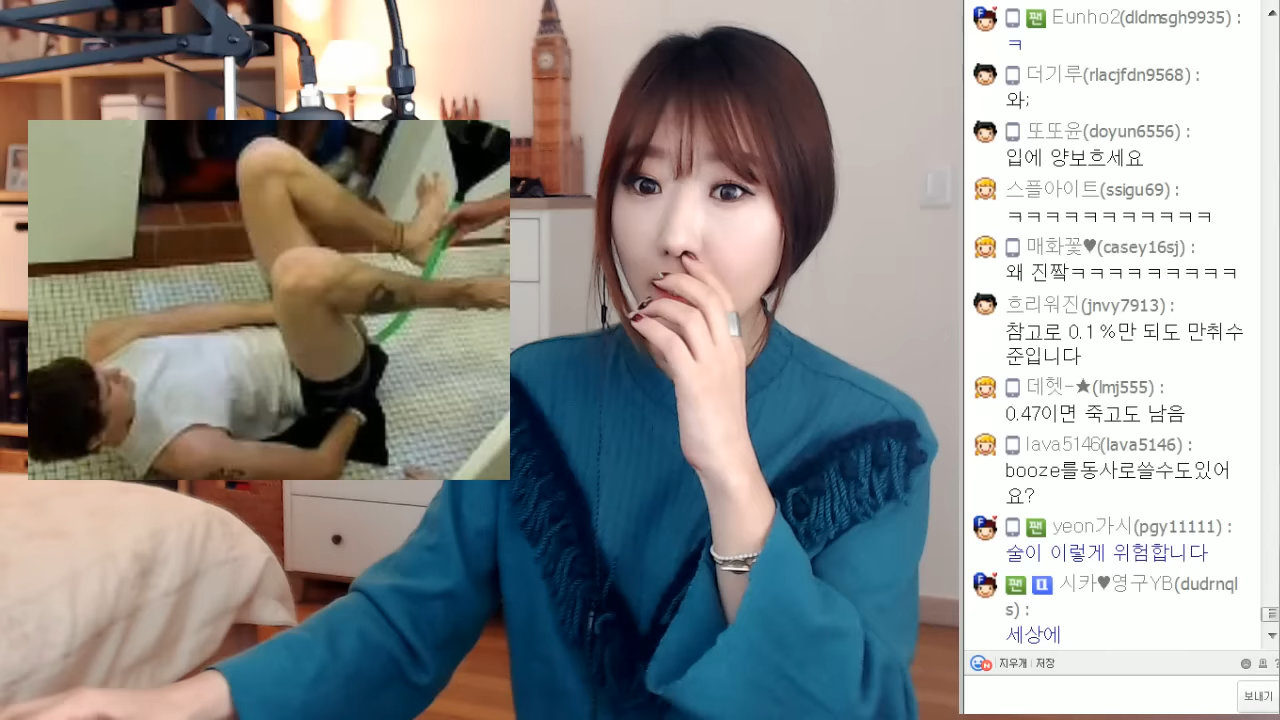 팬 Eunho2(dldmsgh9935) :
ㅋ
더기루(rlacjfdn9568) :
와;
또또윤(doyun6556) :
입에 양보흐세요
스플아이트(ssigu69) :
ㅋㅋㅋㅋㅋㅋㅋㅋㅋㅋㅋ
매화꽃♥(casey16sj) :
왜 진짴ㅋㅋㅋㅋㅋㅋㅋㅋㅋ
흐리워진(jnvy7913) :
참고로 0.1%만 되도 만취수
준입니다
데헷-★(lmj555) :
0.47이면 죽고도 남음
lava5146(lava5146) :
booze를동사로쓸수도있어
요?
팬 yeon가시(pgy11111) :
술이 이렇게 위험합니다
팬 시카♥영구YB(dudrnql
s) :
세상에
지우개 | 저장
보내기